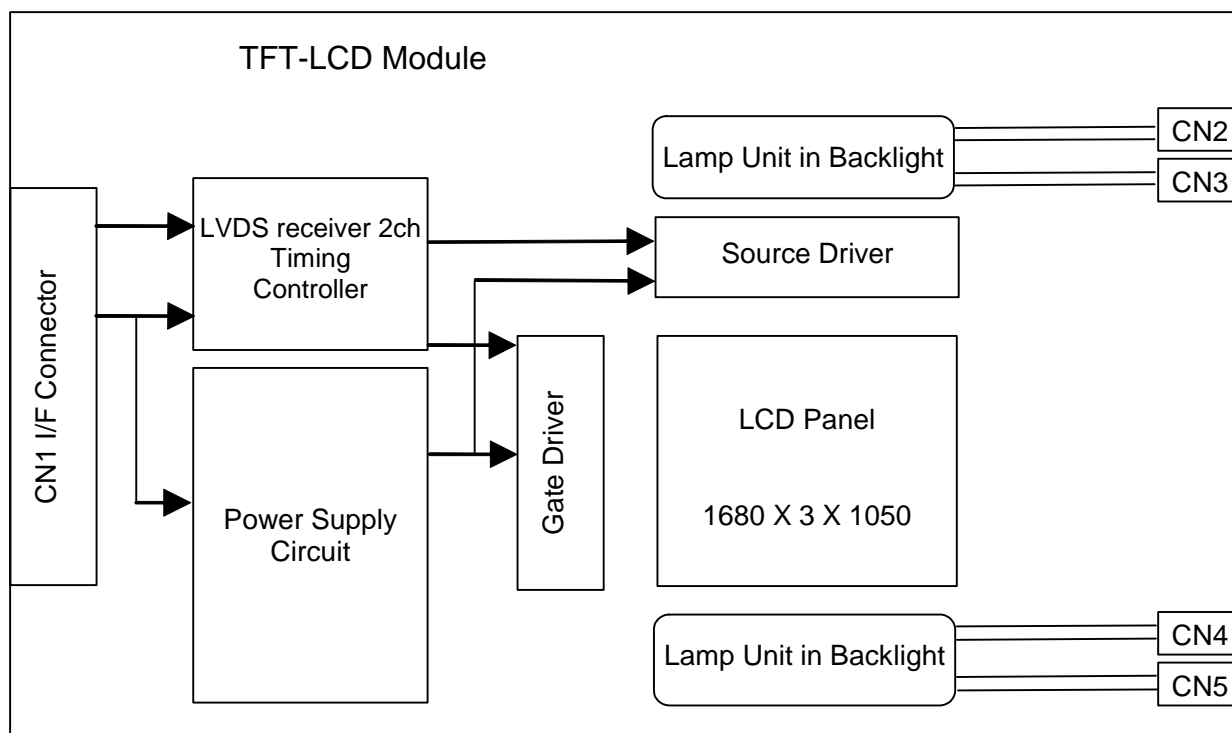 TFT-LCD Module
Lamp Unit in Backlight
CN2
CN3
CN1 I/F Connector
LVDS receiver 2ch
Timing
Controller
Source Driver
Power Supply
Circuit
Gate Driver
LCD Panel
1680 X 3 X 1050
Lamp Unit in Backlight
CN4
CN5